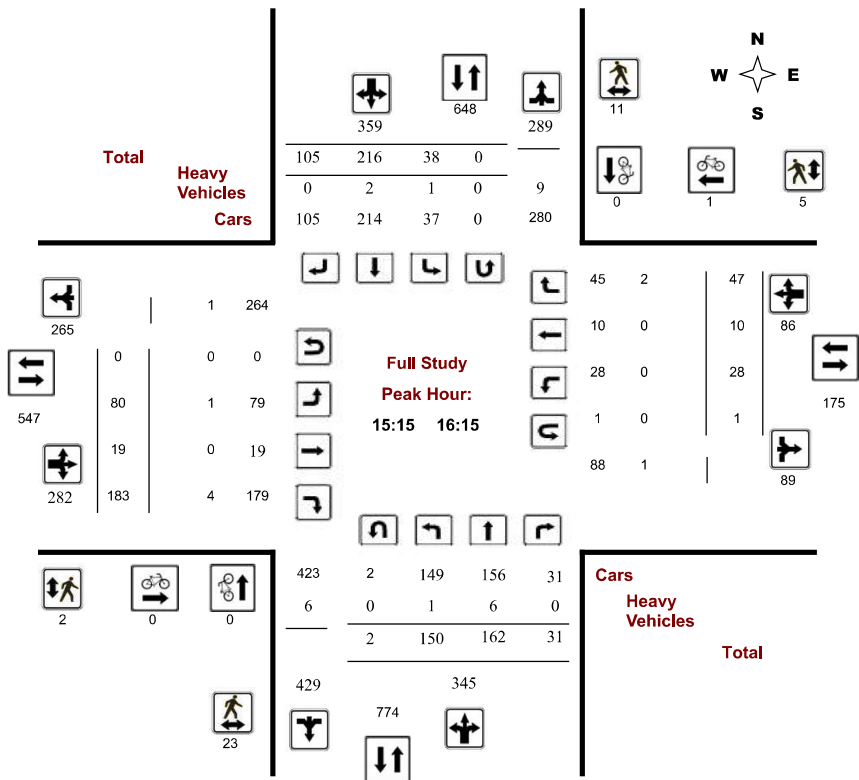 N
W E
S
359 648 289 11
Total 105 216 38 0
Heavy
Vehicles 0 2 1 0 9
Cars 105 214 37 0 280
0 1 5
265 1 264
547
0 0 0
80 1 79
19 0 19
282 183 4 179
Full Study
Peak Hour:
15:15 16:15
45 2 47
10 0 10 86
28 0 28
175
1 0 1
88 1 89
423 2 149 156 31 Cars
6 0 1 6 0 Heavy
Vehicles
2 150 162 31 Total
2 0 0
429 345
774
23